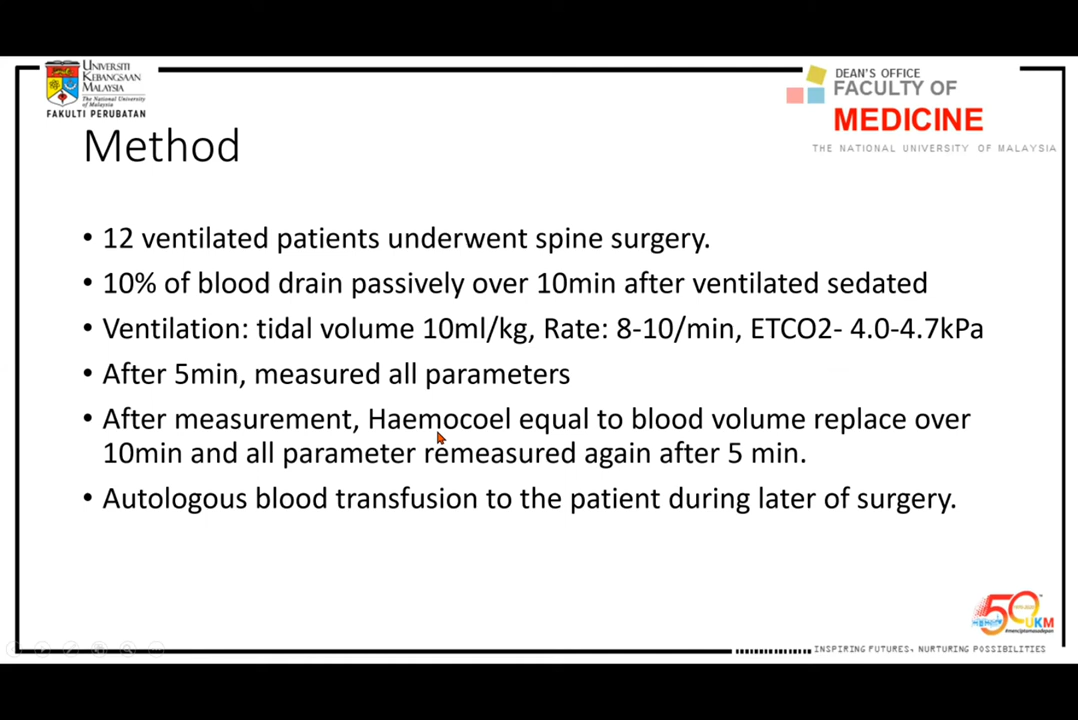 UNIVERSITI
KEBANGSAAN
MALAYSIA
The National University
of Malaysia
FAKULTI PERUBATAN
DEAN'S OFFICE
FACULTY OF
MEDICINE
THE NATIONAL UNIVERSITY OF MALAYSIA
Method
• 12 ventilated patients underwent spine surgery.
• 10% of blood drain passively over 10min after ventilated sedated
• Ventilation: tidal volume 10ml/kg, Rate: 8-10/min, ETCO2- 4.0-4.7kPa
• After 5min, measured all parameters
• After measurement, Haemocoel equal to blood volume replace over
10min and all parameter remeasured again after 5 min.
• Autologous blood transfusion to the patient during later of surgery.
50
UKM
INSPIRING FUTURES, NURTURING POSSIBILITIES